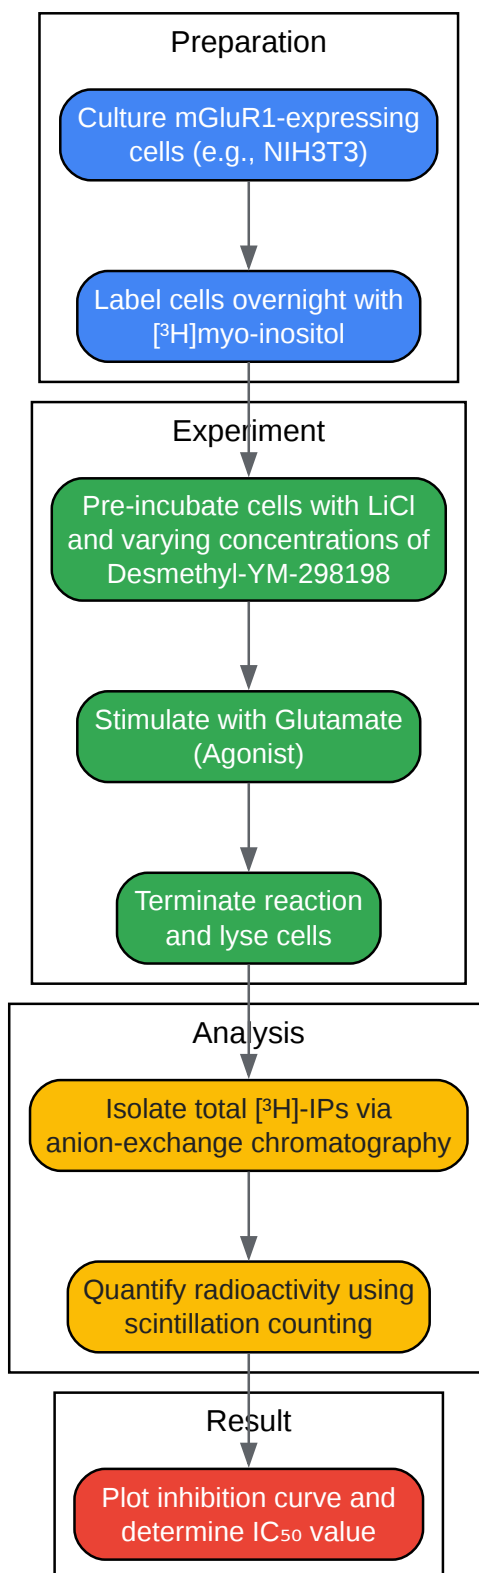 Preparation
Culture mGluR1-expressing
cells (e.g., NIH3T3)
Label cells overnight with
[³H]myo-inositol
Experiment
Pre-incubate cells with LiCl
and varying concentrations of
Desmethyl-YM-298198
Stimulate with Glutamate
(Agonist)
Terminate reaction
and lyse cells
Analysis
Isolate total [³H]-IPs via
anion-exchange chromatography
Quantify radioactivity using
scintillation counting
Result
Plot inhibition curve and
determine IC₅₀ value